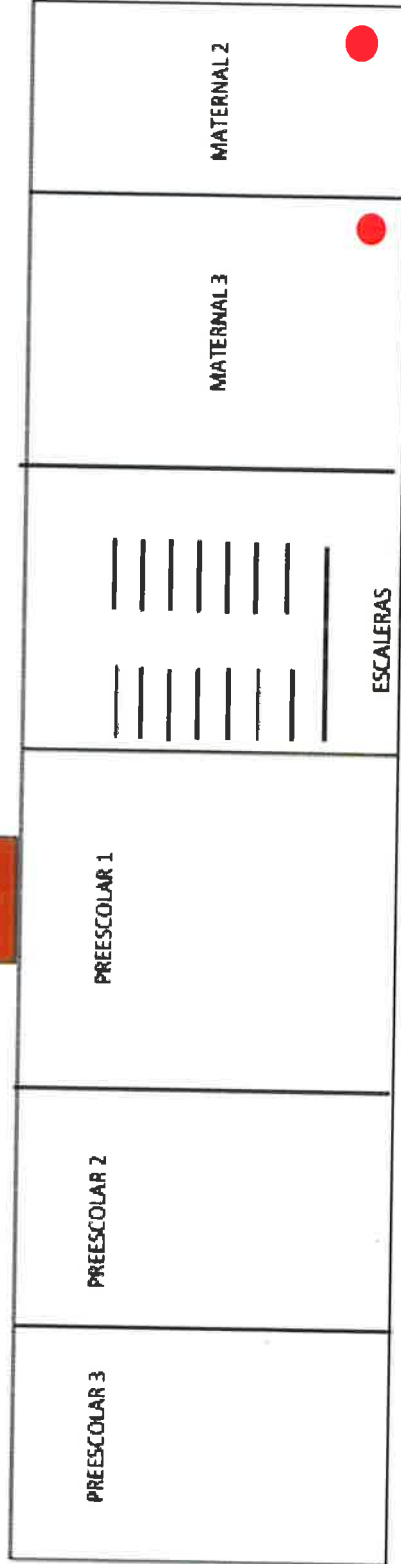 PREESCOLAR 3
PREESCOLAR 2
PREESCOLAR 1
ESCALERAS
MATERNAL 3
MATERNAL 2